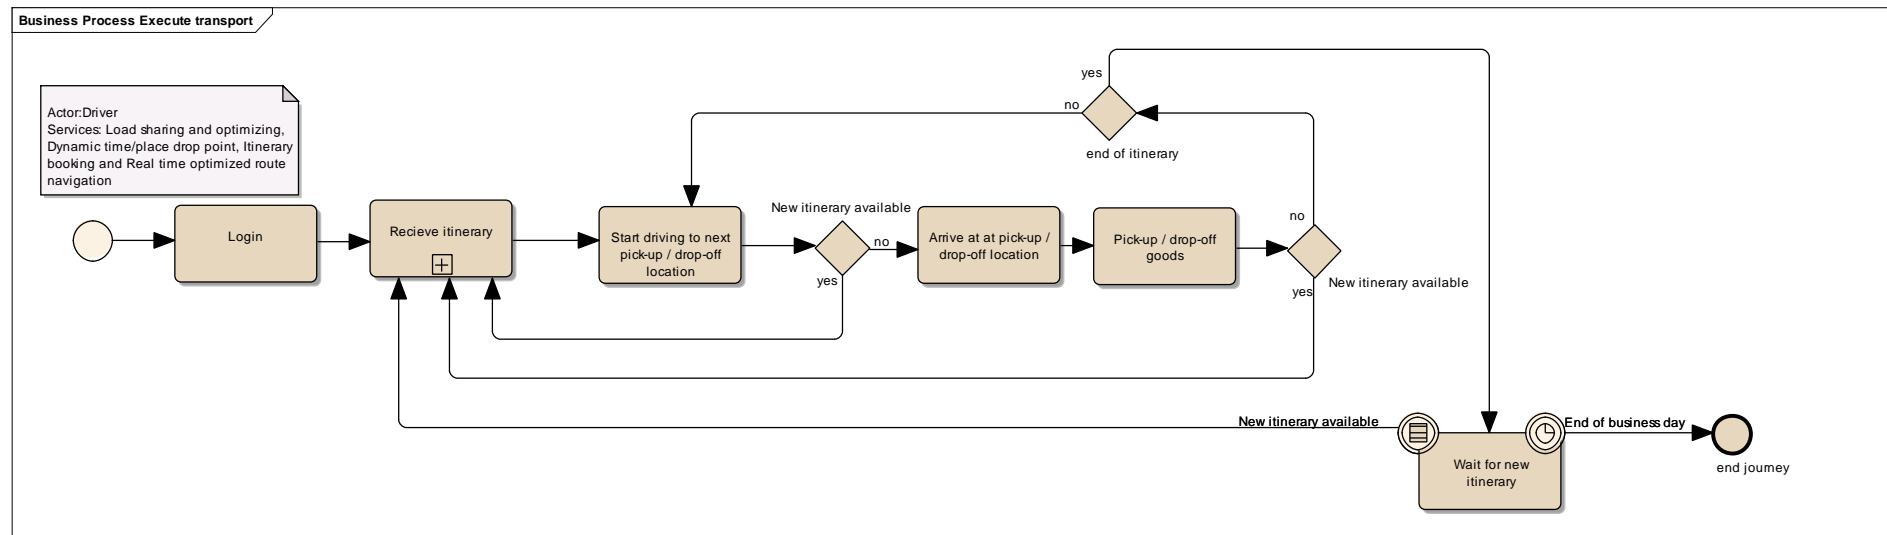 Business Process Execute transport
Actor:Driver
Services: Load sharing and optimizing,
Dynamic time/place drop point, Itinerary
booking and Real time optimized route
navigation
yes
no
end of itinerary
Login
Recieve itinerary
Start driving to next
pick-up / drop-off
location
New itinerary available
no
yes
Arrive at at pick-up /
drop-off location
Pick-up / drop-off
goods
no
yes
New itinerary available
New itinerary available
End of business day
Wait for new
itinerary
end journey